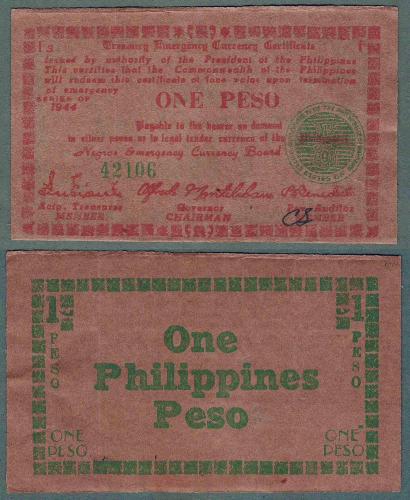 1's
Treasury Emergency Currency Certificate
Issued by authority of the President of the Philippines
This certifies that the Commonwealth of the Philippines
will redeem this certificate at face value upon termination
of emergency
SERIES OF
1944
ONE PESO
Payable to the bearer on demand
in silver pesos or in legal tender currency of the
Negros Emergency Currency Board
42106
Actg. Treasurer
Governor
Auditor
MEMBER
CHAIRMAN
CS
1
1
PESO
PESO
One
Philippines
Peso
ONE
PESO
ONE
PESO